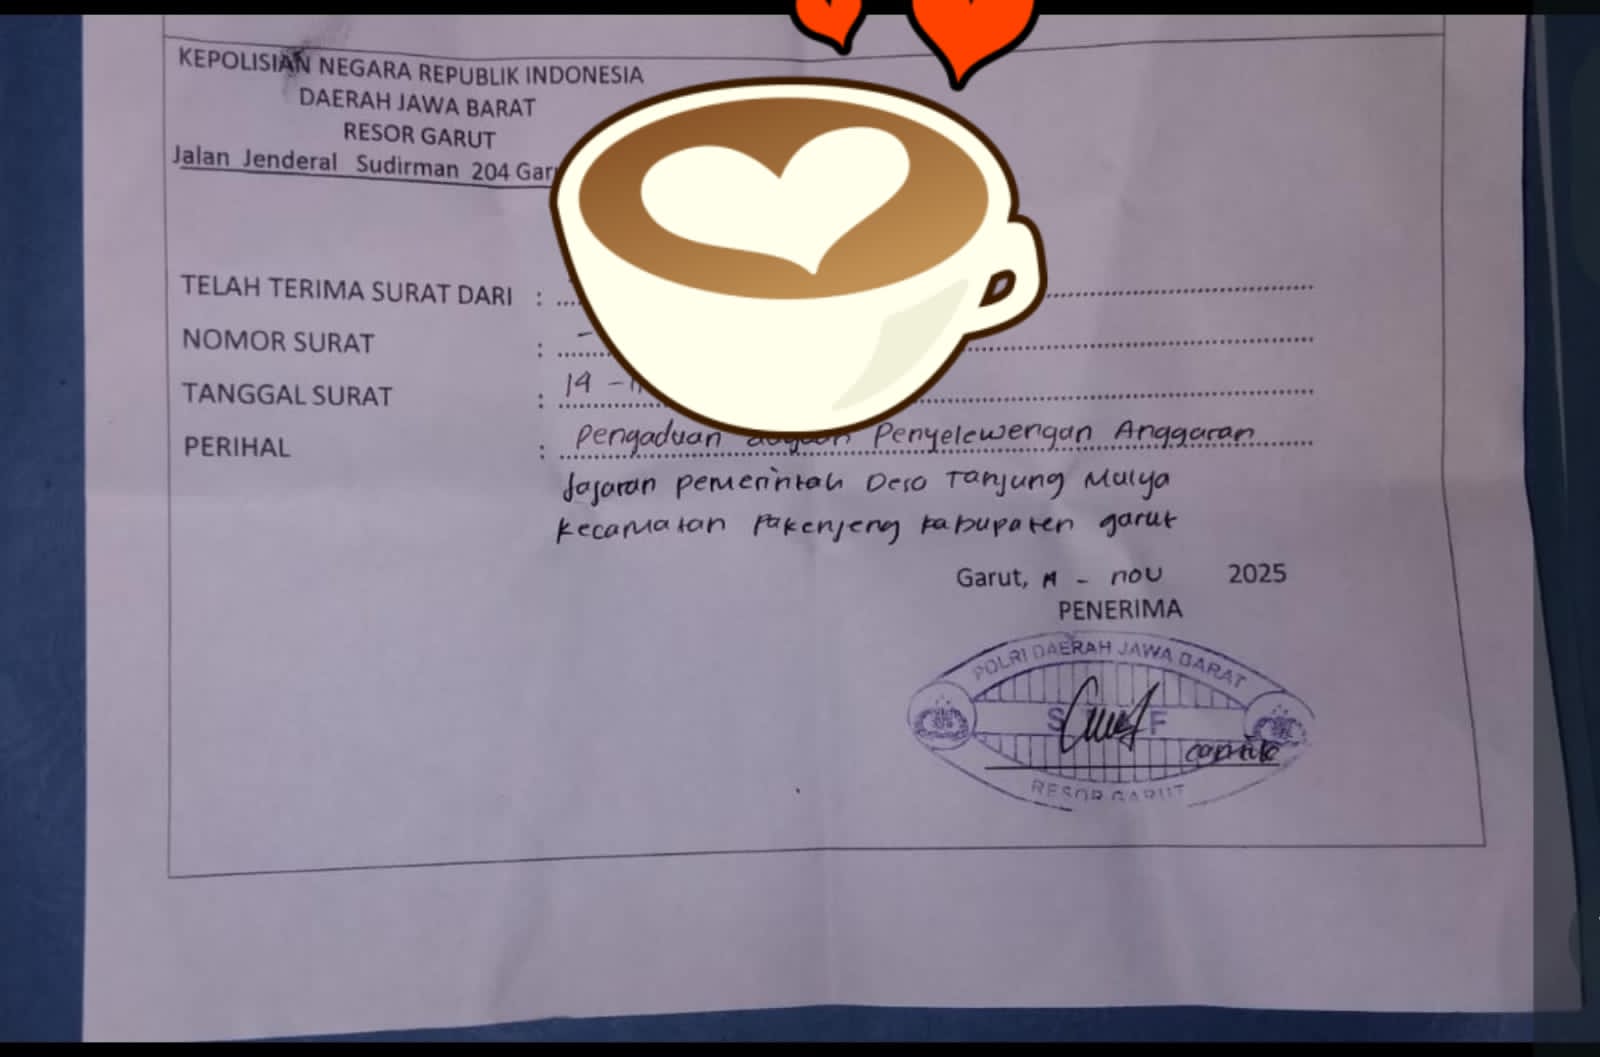 KEPOLISIAN NEGARA REPUBLIK INDONESIA
DAERAH JAWA BARAT
RESOR GARUT
Jalan Jenderal Sudirman 204
TELAH TERIMA SURAT DARI :
NOMOR SURAT : -
TANGGAL SURAT : 14 -
PERIHAL : Pengaduan dugaan Penyelewengan Anggaran
Jajaran pemerintah Desa Tanjung Mulya
Kecamatan Pakenjeng Kabupaten garut
Garut, - nou 2025
PENERIMA
POLRI DAERAH JAWA BARAT
RESOR GARUT